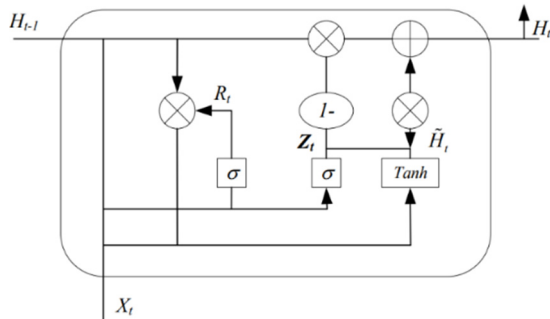 H_{t-1}
H_t
R_t
1-
Z_t
H̃_t
σ
σ
Tanh
X_t